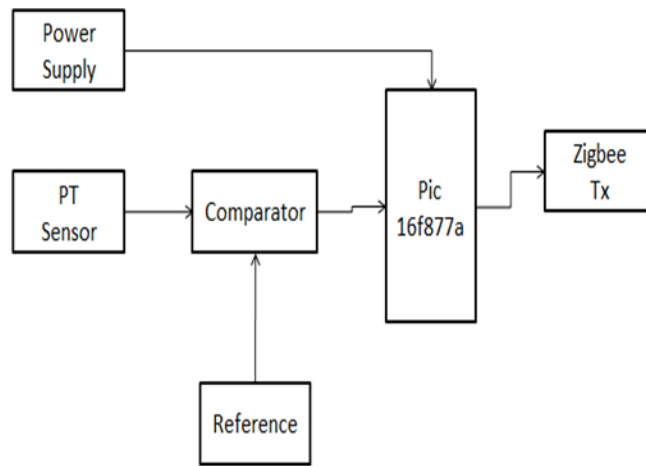 Power
Supply
PT
Sensor
Comparator
Pic
16f877a
Zigbee
Tx
Reference